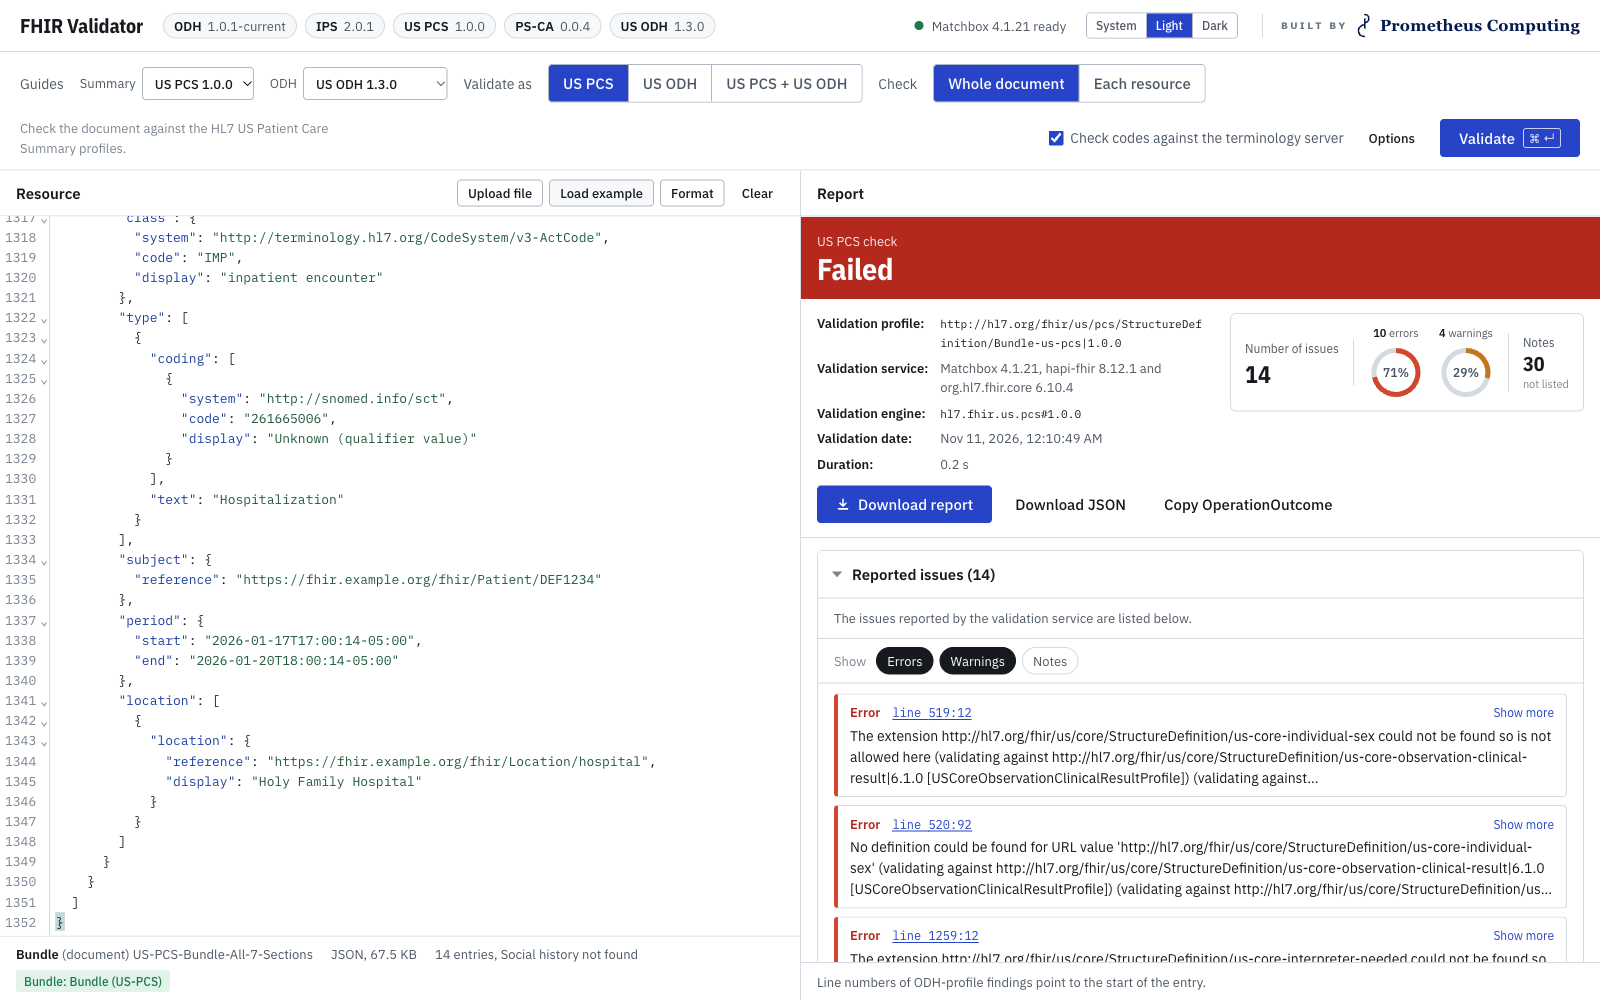 FHIR Validator
ODH 1.0.1-current
IPS 2.0.1
US PCS 1.0.0
PS-CA 0.0.4
US ODH 1.3.0
Matchbox 4.1.21 ready
System Light Dark
BUILT BY Prometheus Computing
Guides Summary US PCS 1.0.0 ODH US ODH 1.3.0 Validate as US PCS US ODH US PCS + US ODH Check Whole document Each resource
Check the document against the HL7 US Patient Care
Summary profiles.
Check codes against the terminology server Options Validate ⌘ ↵
Resource
Upload file Load example Format Clear
1317 "class": {
1318 "system": "http://terminology.hl7.org/CodeSystem/v3-ActCode",
1319 "code": "IMP",
1320 "display": "inpatient encounter"
1321 },
1322 "type": [
1323 {
1324 "coding": [
1325 {
1326 "system": "http://snomed.info/sct",
1327 "code": "261665006",
1328 "display": "Unknown (qualifier value)"
1329 }
1330 ],
1331 "text": "Hospitalization"
1332 }
1333 ],
1334 "subject": {
1335 "reference": "https://fhir.example.org/fhir/Patient/DEF1234"
1336 },
1337 "period": {
1338 "start": "2026-01-17T17:00:14-05:00",
1339 "end": "2026-01-20T18:00:14-05:00"
1340 },
1341 "location": [
1342 {
1343 "location": {
1344 "reference": "https://fhir.example.org/fhir/Location/hospital",
1345 "display": "Holy Family Hospital"
1346 }
1347 }
1348 ]
1349 }
1350 }
1351 ]
1352 }
Bundle (document) US-PCS-Bundle-All-7-Sections JSON, 67.5 KB 14 entries, Social history not found
Bundle: Bundle (US-PCS)
Report
US PCS check
Failed
Validation profile: http://hl7.org/fhir/us/pcs/StructureDef
inition/Bundle-us-pcs|1.0.0
Validation service: Matchbox 4.1.21, hapi-fhir 8.12.1 and
org.hl7.fhir.core 6.10.4
Validation engine: hl7.fhir.us.pcs#1.0.0
Validation date: Nov 11, 2026, 12:10:49 AM
Duration: 0.2 s
Number of issues
14
10 errors
71%
4 warnings
29%
Notes
30
not listed
Download report Download JSON Copy OperationOutcome
Reported issues (14)
The issues reported by the validation service are listed below.
Show Errors Warnings Notes
Error line 519:12 Show more
The extension http://hl7.org/fhir/us/core/StructureDefinition/us-core-individual-sex could not be found so is not
allowed here (validating against http://hl7.org/fhir/us/core/StructureDefinition/us-core-observation-clinical-
result|6.1.0 [USCoreObservationClinicalResultProfile]) (validating against...
Error line 520:92 Show more
No definition could be found for URL value 'http://hl7.org/fhir/us/core/StructureDefinition/us-core-individual-
sex' (validating against http://hl7.org/fhir/us/core/StructureDefinition/us-core-observation-clinical-result|6.1.0
[USCoreObservationClinicalResultProfile]) (validating against http://hl7.org/fhir/us/core/StructureDefinition/us...
Error line 1259:12 Show more
The extension http://hl7.org/fhir/us/core/StructureDefinition/us-core-interpreter-needed could not be found so
Line numbers of ODH-profile findings point to the start of the entry.